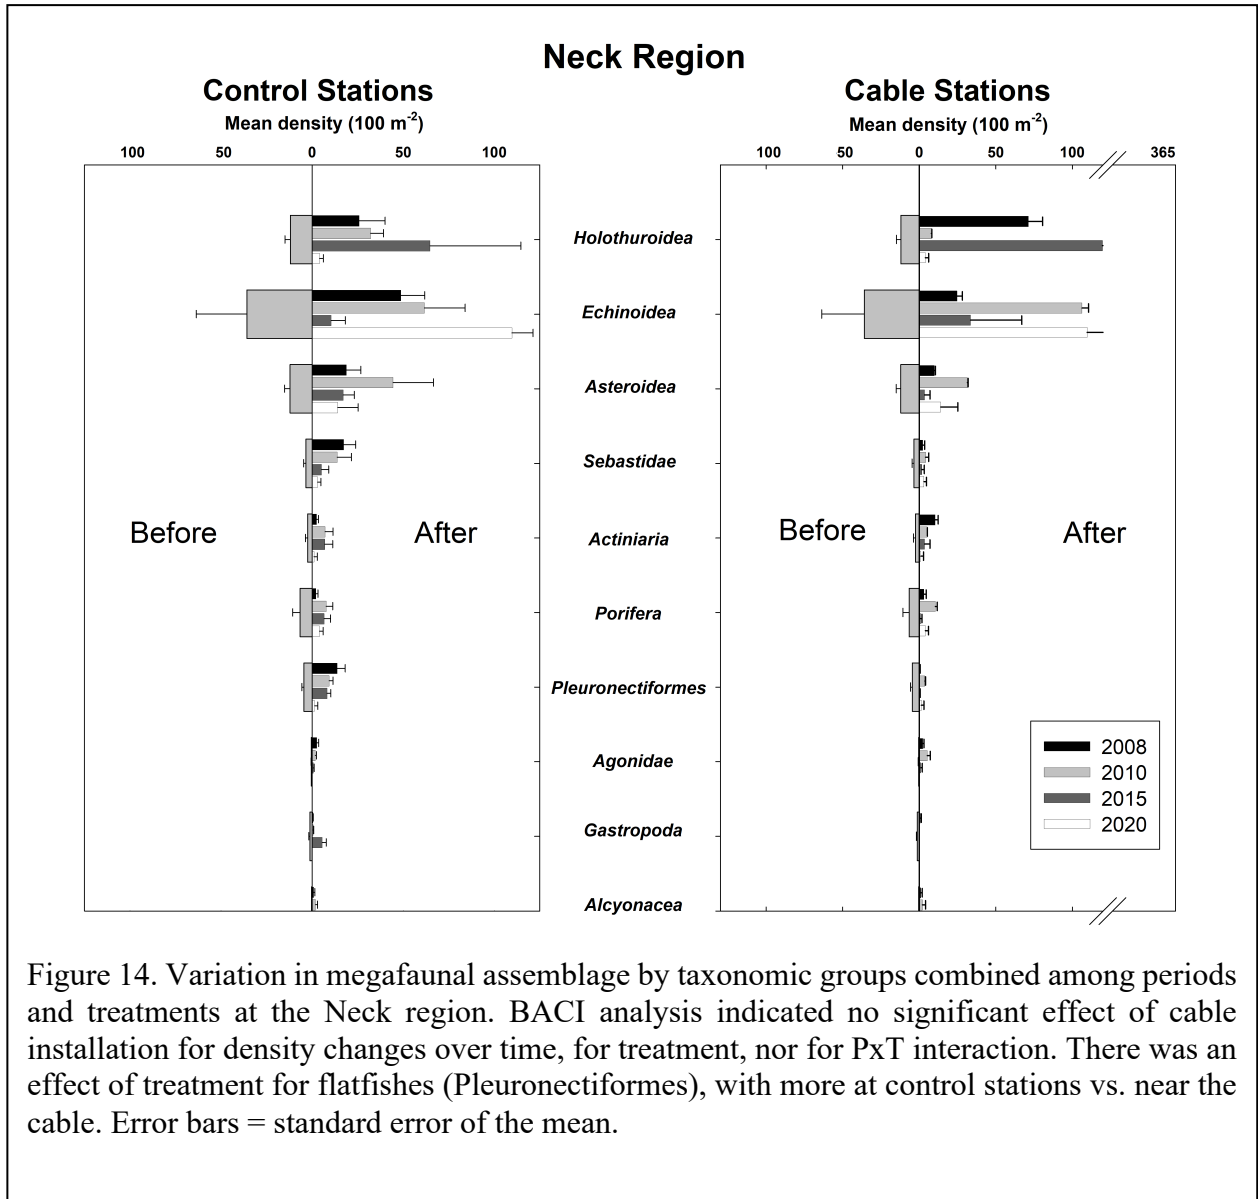 Neck Region
Control Stations
Cable Stations
Mean density (100 m-2)
Mean density (100 m-2)
100 50 0 50 100
100 50 0 50 100 365
Holothuroidea
Echinoidea
Asteroidea
Sebastidae
Before After
Actiniaria
Before After
Porifera
Pleuronectiformes
Agonidae
Gastropoda
Alcyonacea
2008
2010
2015
2020
Figure 14. Variation in megafaunal assemblage by taxonomic groups combined among periods
and treatments at the Neck region. BACI analysis indicated no significant effect of cable
installation for density changes over time, for treatment, nor for PxT interaction. There was an
effect of treatment for flatfishes (Pleuronectiformes), with more at control stations vs. near the
cable. Error bars = standard error of the mean.